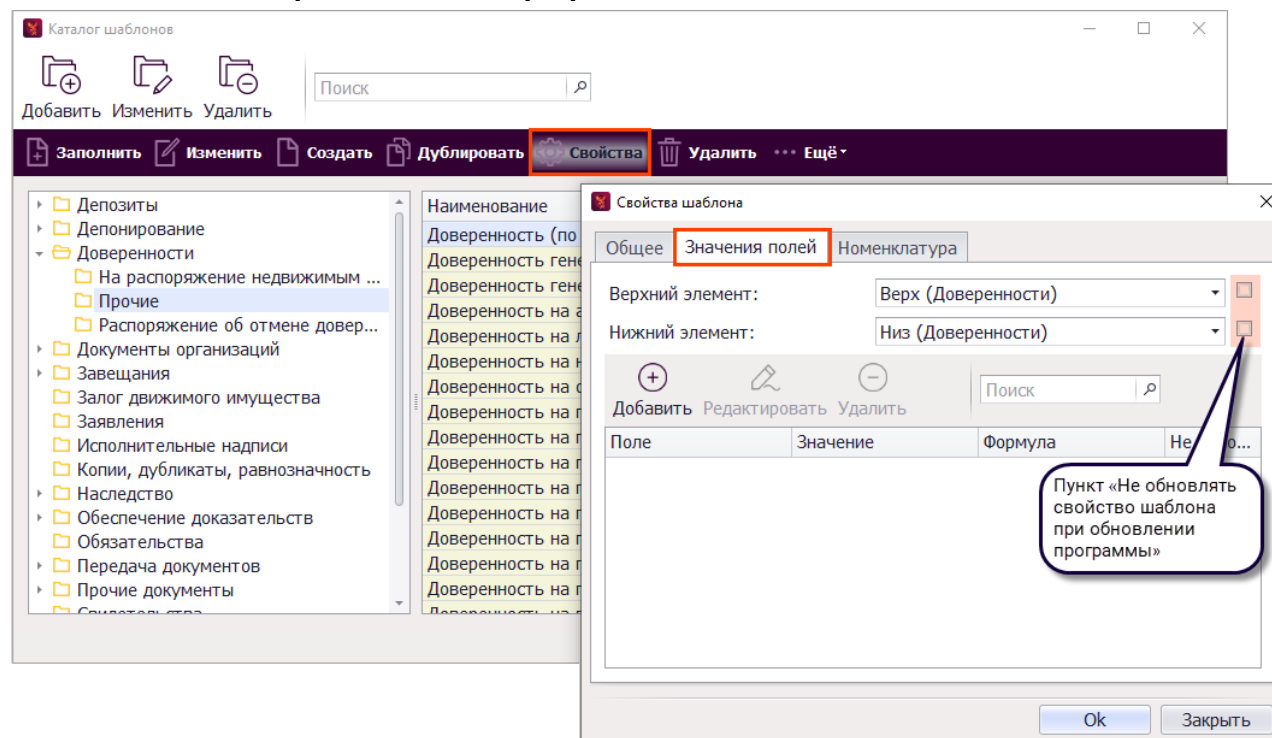 Каталог шаблонов
Добавить Изменить Удалить
Поиск
Заполнить Изменить Создать Дублировать Свойства Удалить ··· Ещё
Депозиты
Депонирование
Доверенности
На распоряжение недвижимым ...
Прочие
Распоряжение об отмене довер...
Документы организаций
Завещания
Залог движимого имущества
Заявления
Исполнительные надписи
Копии, дубликаты, равнозначность
Наследство
Обеспечение доказательств
Обязательства
Передача документов
Прочие документы
Наименование
Доверенность (по
Доверенность гене
Доверенность гене
Доверенность на а
Доверенность на л
Доверенность на н
Доверенность на о
Доверенность на п
Доверенность на п
Доверенность на п
Доверенность на п
Доверенность на п
Доверенность на п
Доверенность на п
Доверенность на п
Свойства шаблона
Общее Значения полей Номенклатура
Верхний элемент: Верх (Доверенности)
Нижний элемент: Низ (Доверенности)
Добавить Редактировать Удалить
Поиск
Поле Значение Формула Не
Пункт «Не обновлять
свойство шаблона
при обновлении
программы»
Ok Закрыть